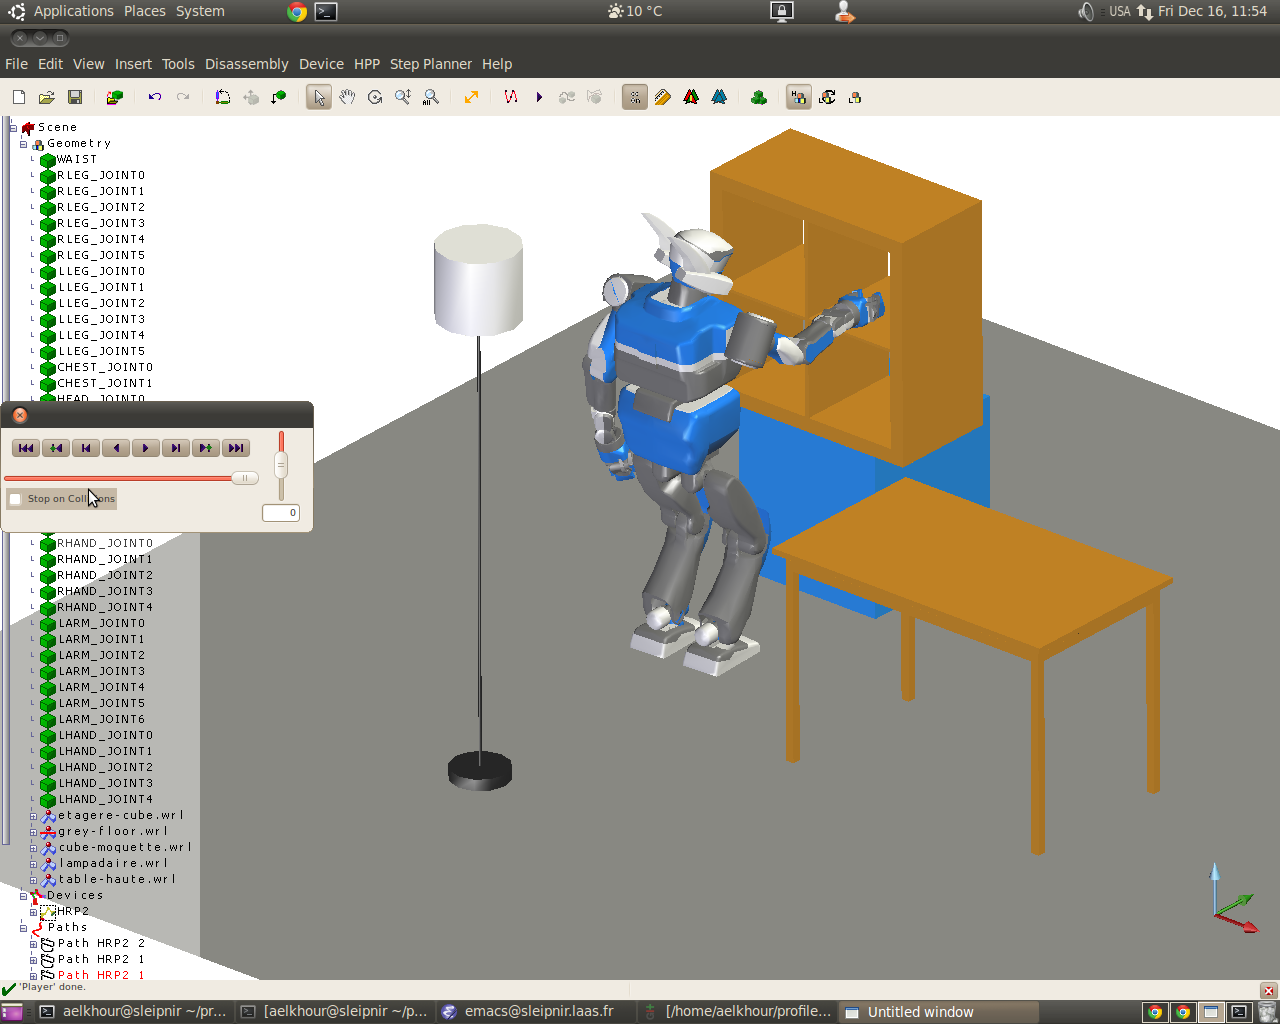 Applications Places System 10 °C USA Fri Dec 16, 11:54
File Edit View Insert Tools Disassembly Device HPP Step Planner Help
Scene
Geometry
WAIST
RLEG_JOINT0
RLEG_JOINT1
RLEG_JOINT2
RLEG_JOINT3
RLEG_JOINT4
RLEG_JOINT5
LLEG_JOINT0
LLEG_JOINT1
LLEG_JOINT2
LLEG_JOINT3
LLEG_JOINT4
LLEG_JOINT5
CHEST_JOINT0
CHEST_JOINT1
HEAD_JOINT0
Stop on
0
RHAND_JOINT0
RHAND_JOINT1
RHAND_JOINT2
RHAND_JOINT3
RHAND_JOINT4
LARM_JOINT0
LARM_JOINT1
LARM_JOINT2
LARM_JOINT3
LARM_JOINT4
LARM_JOINT5
LARM_JOINT6
LHAND_JOINT0
LHAND_JOINT1
LHAND_JOINT2
LHAND_JOINT3
LHAND_JOINT4
etagere-cube.wrl
grey-floor.wrl
cube-moquette.wrl
lampadaire.wrl
table-haute.wrl
Devices
HRP2
Paths
Path HRP2 2
Path HRP2 1
Path HRP2 1
'Player' done.
aelkhour@sleipnir ~/pr... [aelkhour@sleipnir ~/p... emacs@sleipnir.laas.fr [/home/aelkhour/profile... Untitled window